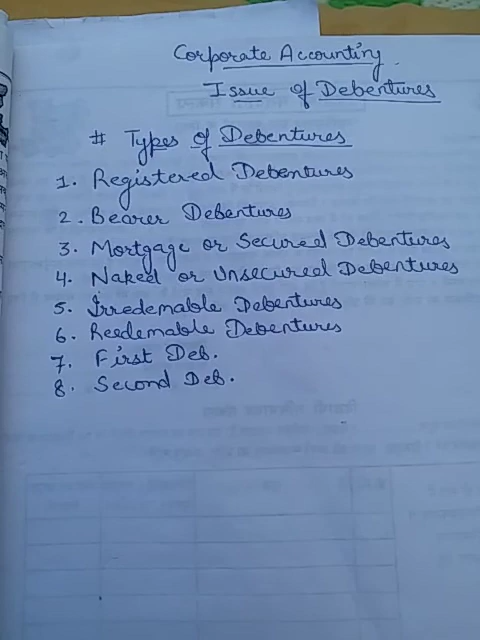 Corporate Accounting.
Issue of Debentures
# Types of Debentures
1. Registered Debentures
2. Bearer Debentures
3. Mortgage or Secured Debentures
4. Naked or Unsecured Debentures
5. Irredemable Debentures
6. Reedemable Debentures
7. First Deb.
8. Second Deb.